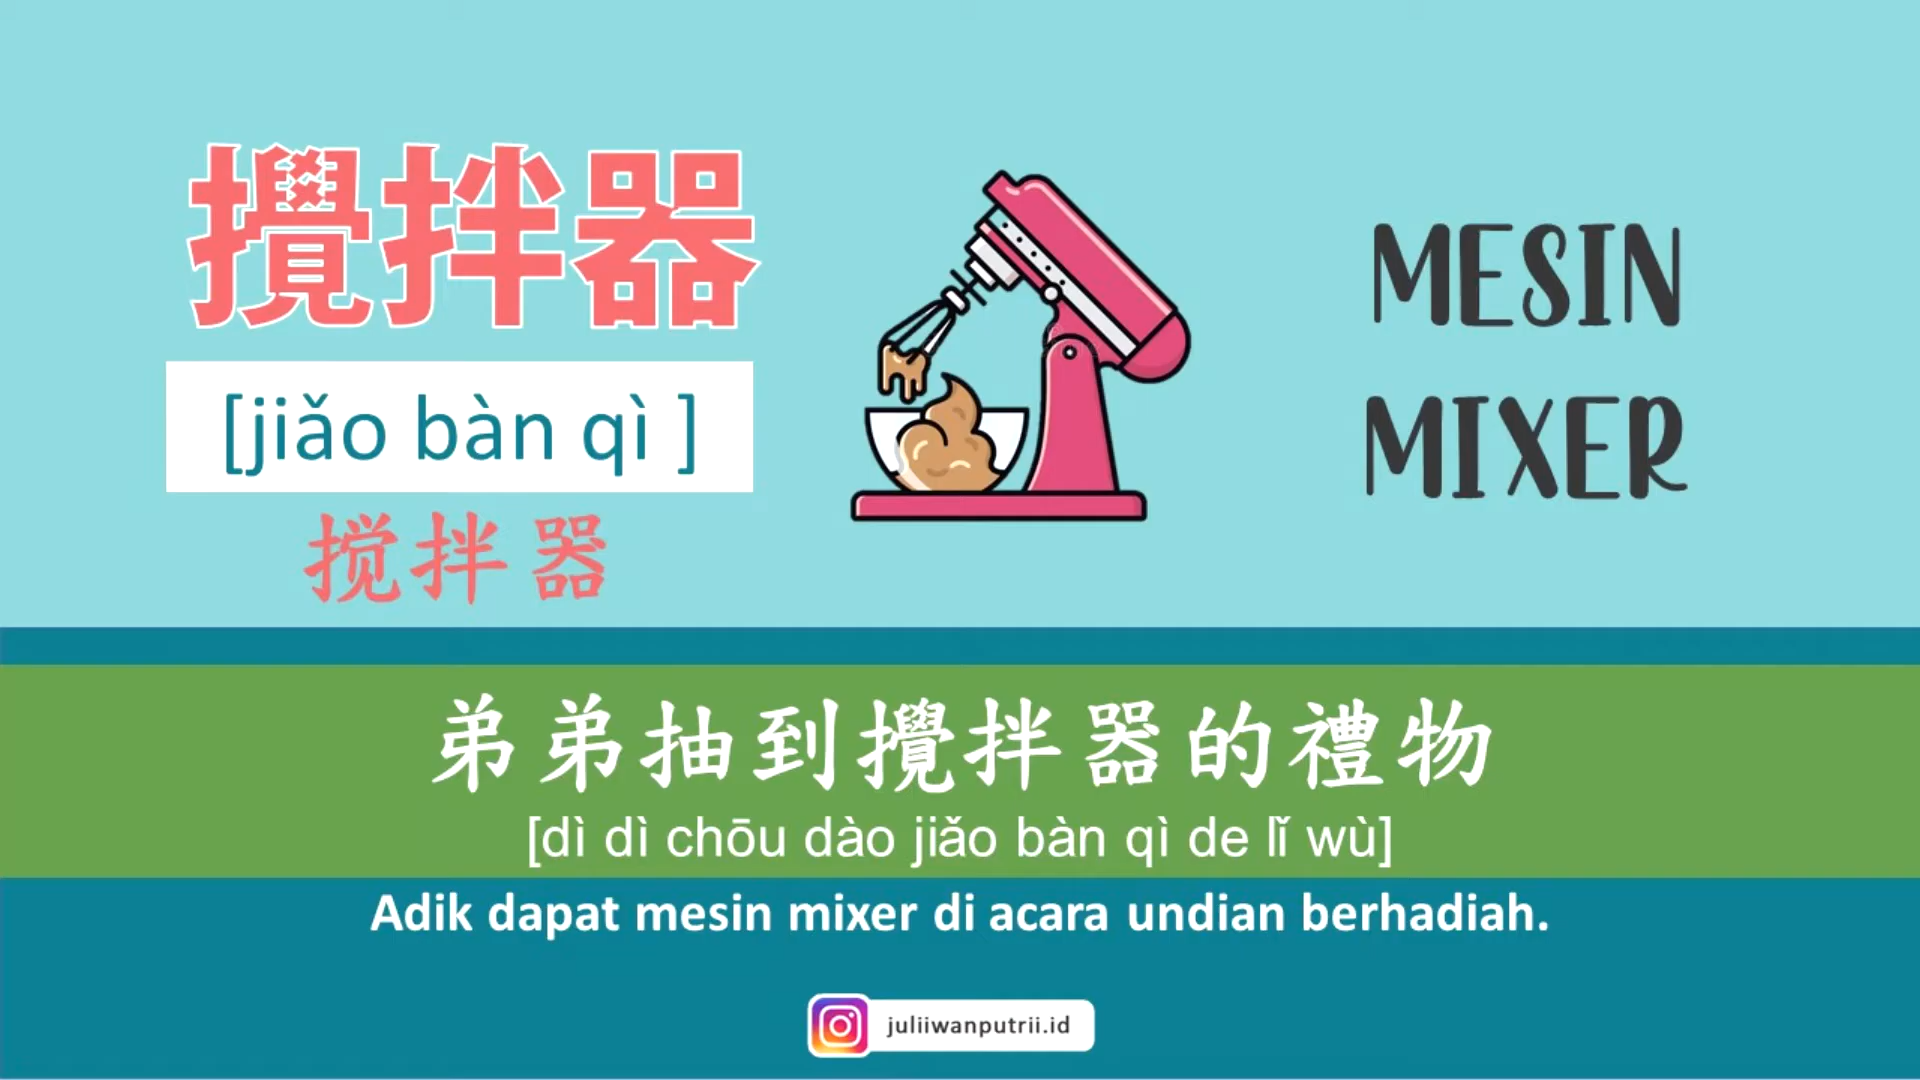 攪拌器
[jiǎo bàn qì ]
搅拌器
MESIN
MIXER
弟弟抽到攪拌器的禮物
[dì dì chōu dào jiǎo bàn qì de lǐ wù]
Adik dapat mesin mixer di acara undian berhadiah.
juliiwanputrii.id